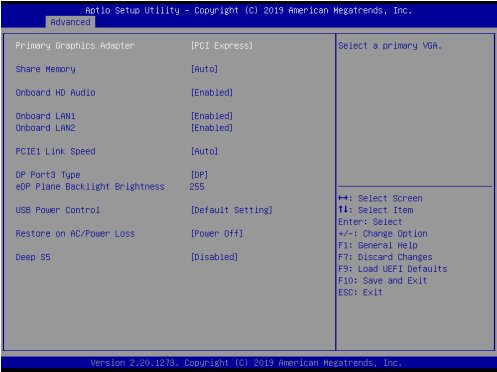 Aptio Setup Utility – Copyright (C) 2019 American Megatrends, Inc.
Advanced
Primary Graphics Adapter [PCI Express]
Share Memory [Auto]
Onboard HD Audio [Enabled]
Onboard LAN1 [Enabled]
Onboard LAN2 [Enabled]
PCIE1 Link Speed [Auto]
DP Port3 Type [DP]
eDP Plane Backlight Brightness 255
USB Power Control [Default Setting]
Restore on AC/Power Loss [Power Off]
Deep S5 [Disabled]
Select a primary VGA.
↔: Select Screen
↑↓: Select Item
Enter: Select
+/-: Change Option
F1: General Help
F7: Discard Changes
F9: Load UEFI Defaults
F10: Save and Exit
ESC: Exit
Version 2.20.1273. Copyright (C) 2019 American Megatrends, Inc.